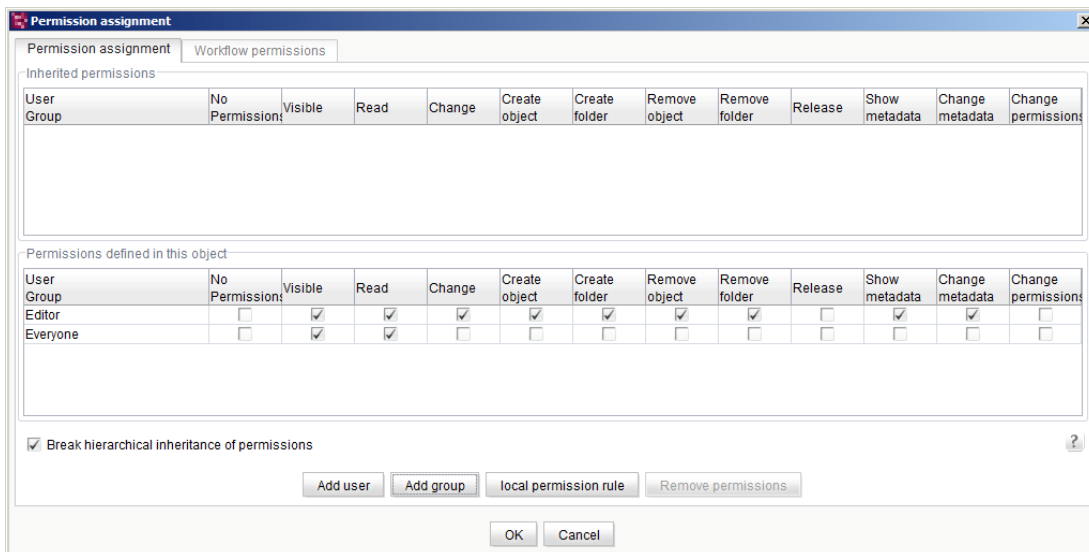 Permission assignment
Permission assignment Workflow permissions
Inherited permissions
User Group No Permissions Visible Read Change Create object Create folder Remove object Remove folder Release Show metadata Change metadata Change permissions
Permissions defined in this object
User Group No Permissions Visible Read Change Create object Create folder Remove object Remove folder Release Show metadata Change metadata Change permissions
Editor
Everyone
Break hierarchical inheritance of permissions ?
Add user Add group local permission rule Remove permissions
OK Cancel